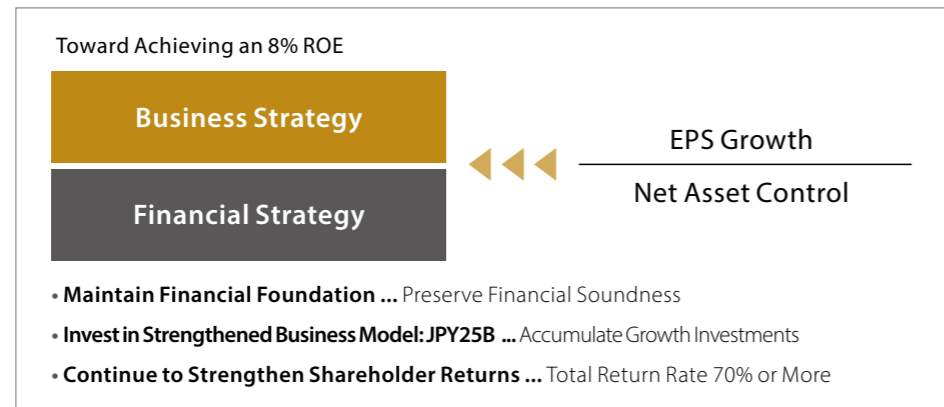 Toward Achieving an 8% ROE
Business Strategy
Financial Strategy
EPS Growth
Net Asset Control
• Maintain Financial Foundation ... Preserve Financial Soundness
• Invest in Strengthened Business Model: JPY25B ... Accumulate Growth Investments
• Continue to Strengthen Shareholder Returns ... Total Return Rate 70% or More